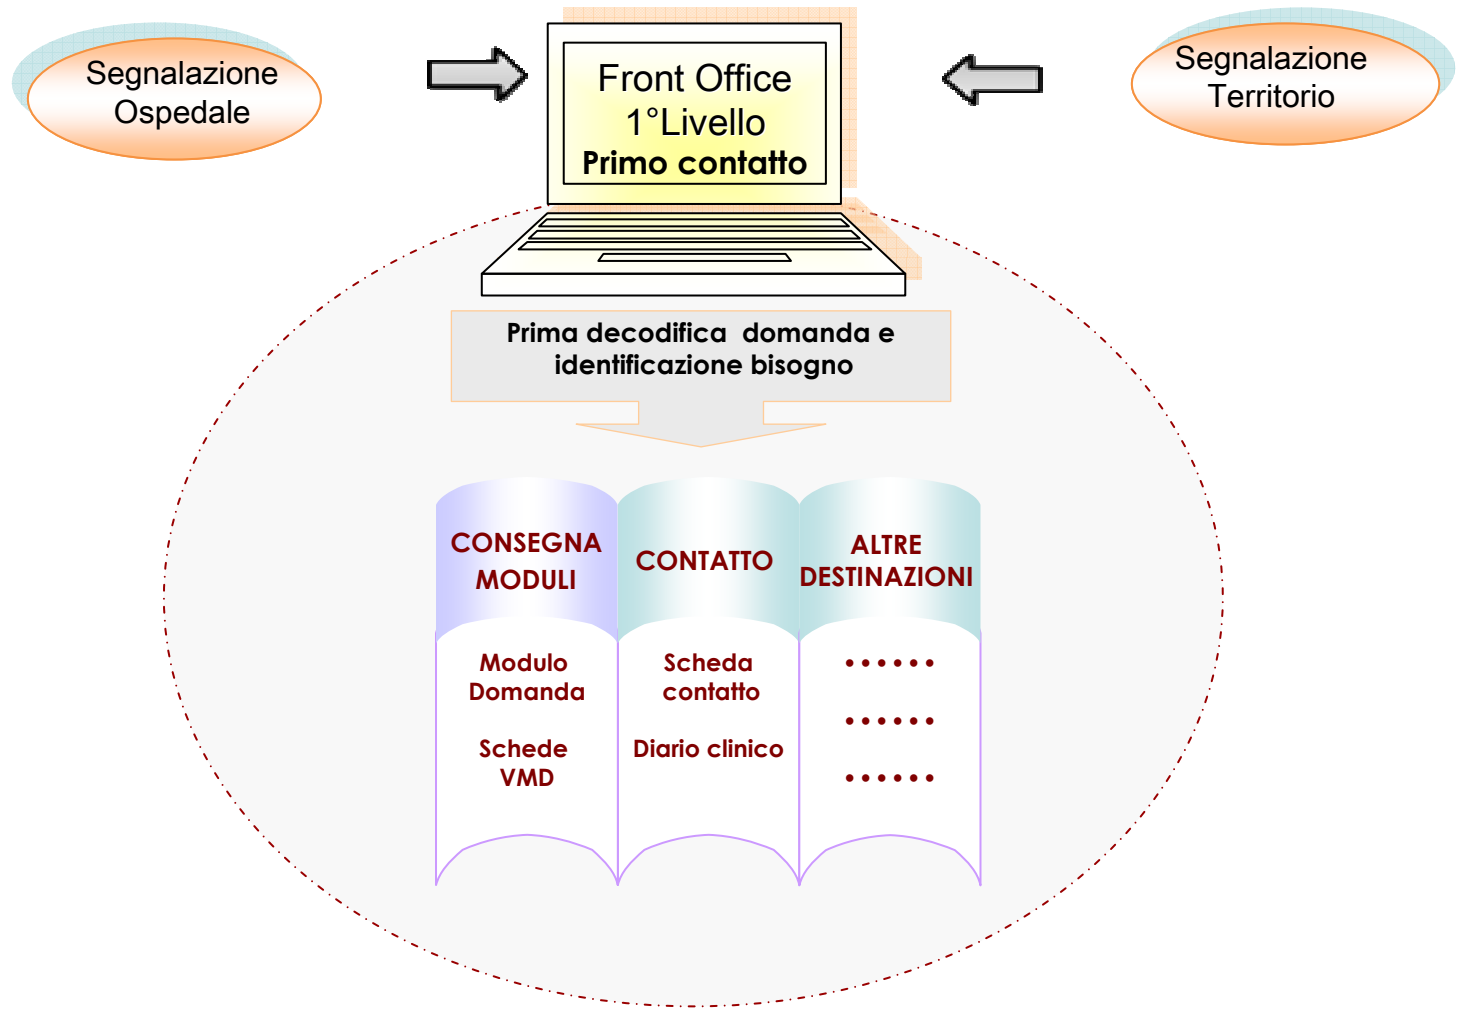 Segnalazione
Ospedale
Front Office
1°Livello
Primo contatto
Segnalazione
Territorio
Prima decodifica domanda e
identificazione bisogno
CONSEGNA
MODULI
CONTATTO
ALTRE
DESTINAZIONI
Modulo
Domanda
Schede
VMD
Scheda
contatto
Diario clinico
••••••
••••••
••••••